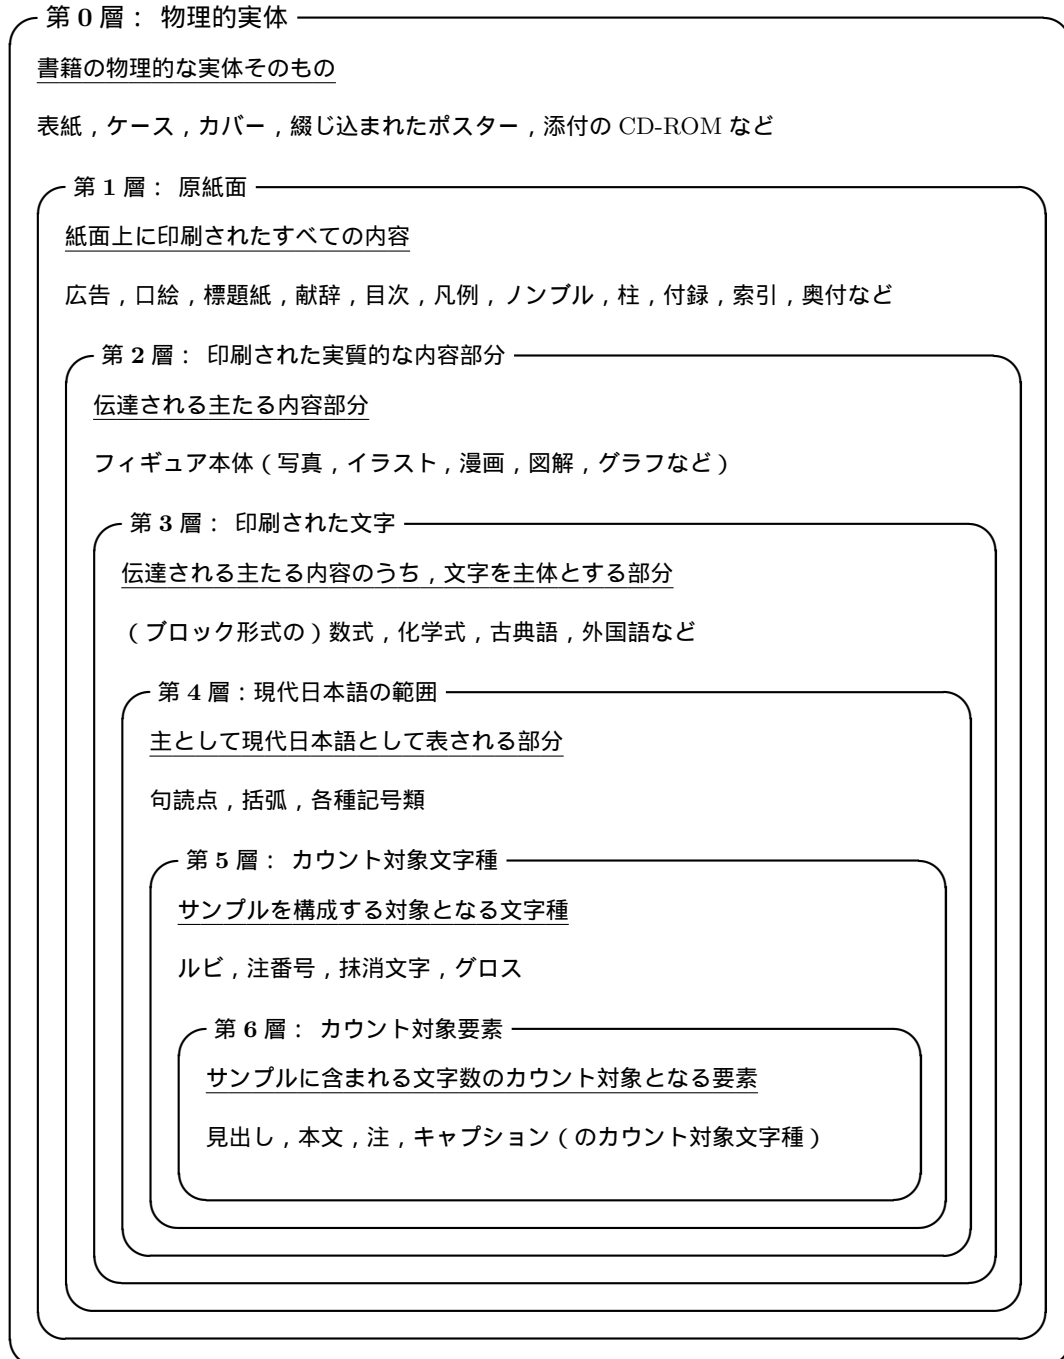 第 0 層： 物理的実体
書籍の物理的な実体そのもの
表紙，ケース，カバー，綴じ込まれたポスター，添付の CD-ROM など
第 1 層： 原紙面
紙面上に印刷されたすべての内容
広告，口絵，標題紙，献辞，目次，凡例，ノンブル，柱，付録，索引，奥付など
第 2 層： 印刷された実質的な内容部分
伝達される主たる内容部分
フィギュア本体（写真，イラスト，漫画，図解，グラフなど）
第 3 層： 印刷された文字
伝達される主たる内容のうち，文字を主体とする部分
（ブロック形式の）数式，化学式，古典語，外国語など
第 4 層：現代日本語の範囲
主として現代日本語として表される部分
句読点，括弧，各種記号類
第 5 層： カウント対象文字種
サンプルを構成する対象となる文字種
ルビ，注番号，抹消文字，グロス
第 6 層： カウント対象要素
サンプルに含まれる文字数のカウント対象となる要素
見出し，本文，注，キャプション（のカウント対象文字種）